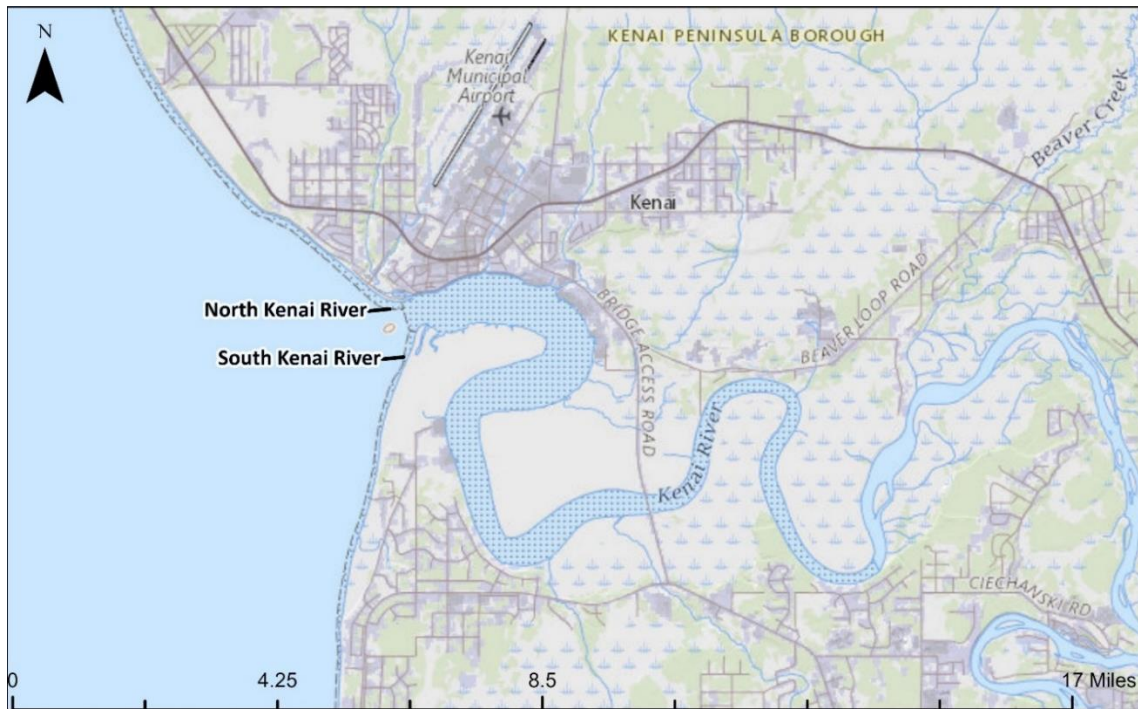 N
KENAI PENINSULA BOROUGH
Kenai
Municipal
Airport
Beaver Creek
Kenai
North Kenai River
South Kenai River
BRIDGE ACCESS ROAD
BEAVER LOOP ROAD
Kenai River
CIECHANSKI RD
0 4.25 8.5 17 Miles